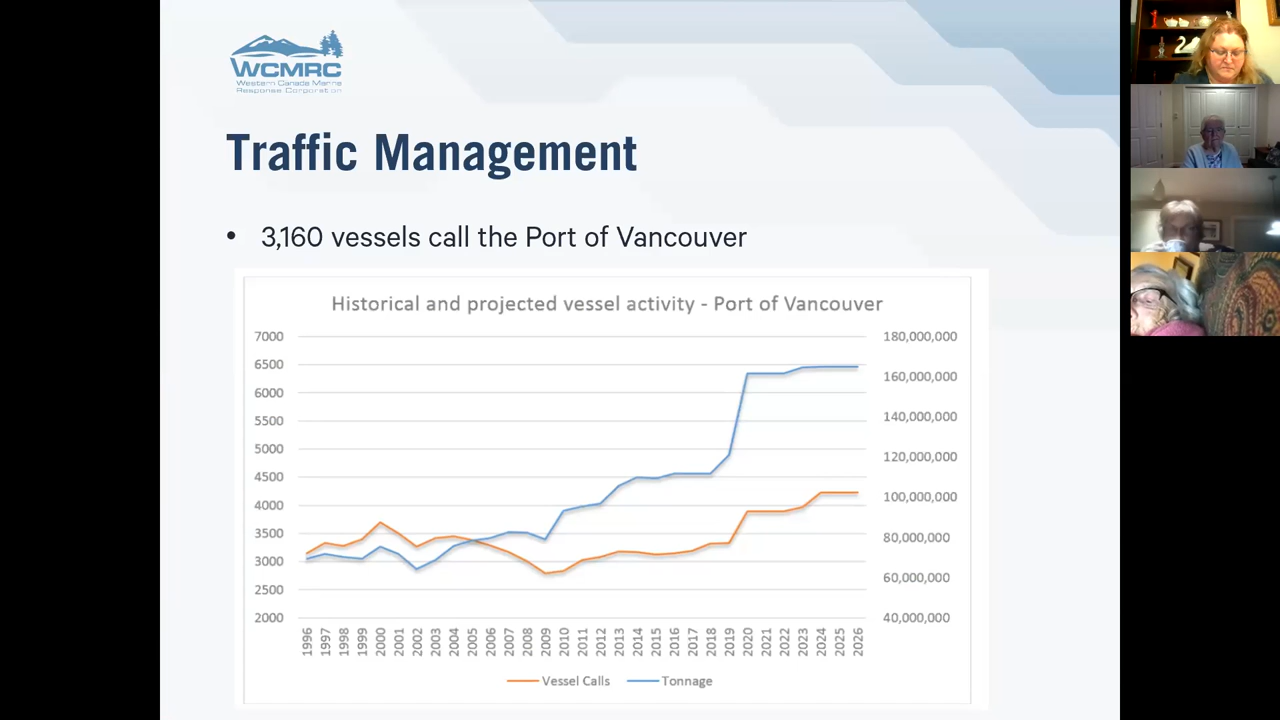 WCMRC
Western Canada Marine
Response Corporation
Traffic Management
• 3,160 vessels call the Port of Vancouver
Historical and projected vessel activity - Port of Vancouver
7000
6500
6000
5500
5000
4500
4000
3500
3000
2500
2000
180,000,000
160,000,000
140,000,000
120,000,000
100,000,000
80,000,000
60,000,000
40,000,000
1996 1997 1998 1999 2000 2001 2002 2003 2004 2005 2006 2007 2008 2009 2010 2011 2012 2013 2014 2015 2016 2017 2018 2019 2020 2021 2022 2023 2024 2025 2026
Vessel Calls Tonnage